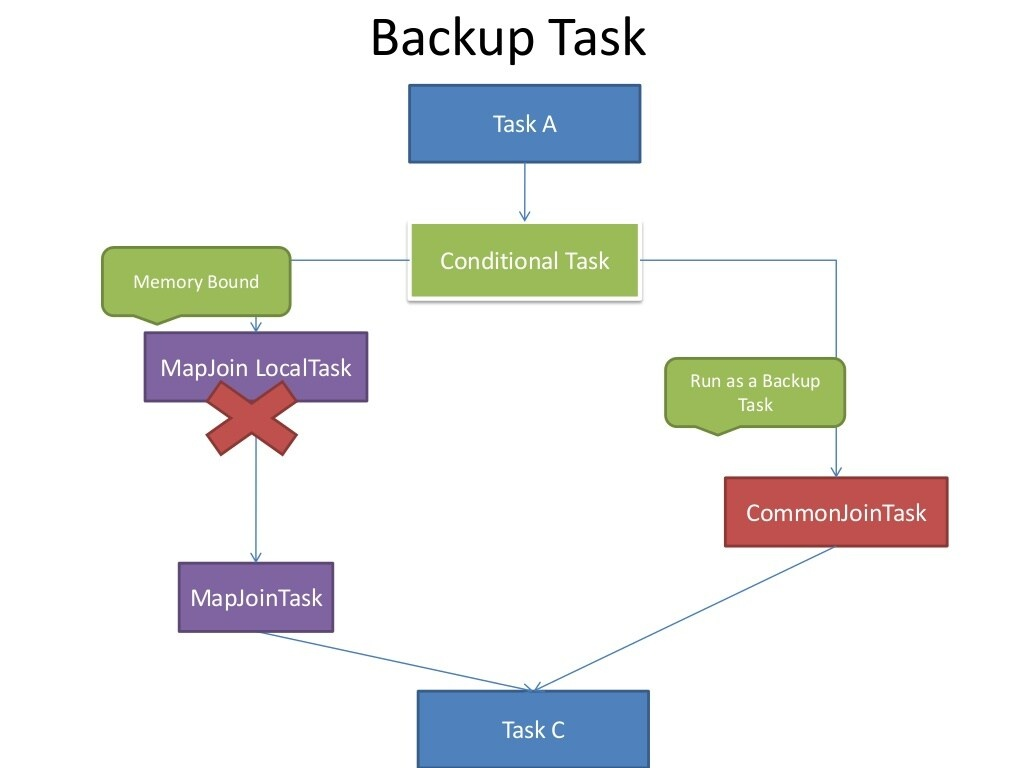 Backup Task
Task A
Conditional Task
Memory Bound
MapJoin LocalTask
Run as a Backup
Task
CommonJoinTask
MapJoinTask
Task C